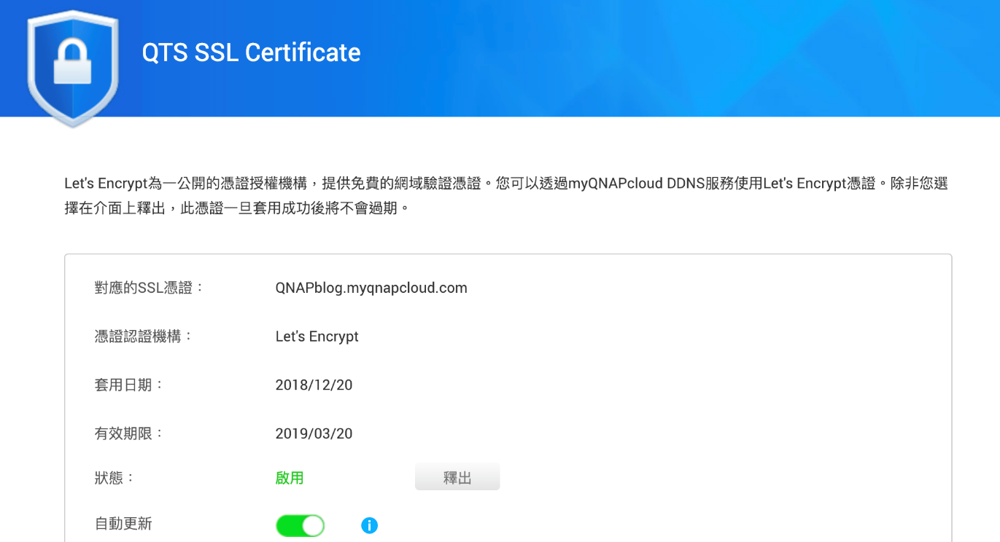 QTS SSL Certificate
Let's Encrypt為一公開的憑證授權機構，提供免費的網域驗證憑證。您可以透過myQNAPcloud DDNS服務使用Let's Encrypt憑證。除非您選
擇在介面上釋出，此憑證一旦套用成功後將不會過期。
對應的SSL憑證： QNAPblog.myqnapcloud.com
憑證認證機構： Let's Encrypt
套用日期： 2018/12/20
有效期限： 2019/03/20
狀態： 啟用 釋出
自動更新